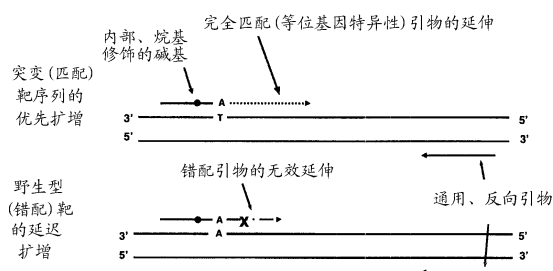 完全匹配(等位基因特异性)引物的延伸
内部、烷基
修饰的碱基
突变(匹配)
靶序列的
优先扩增
A
3' T 5'
5' 3'
错配引物的无效延伸
野生型
(错配)靶
的延迟
扩增
通用、反向引物
A X
3' A 5'
5' 3'